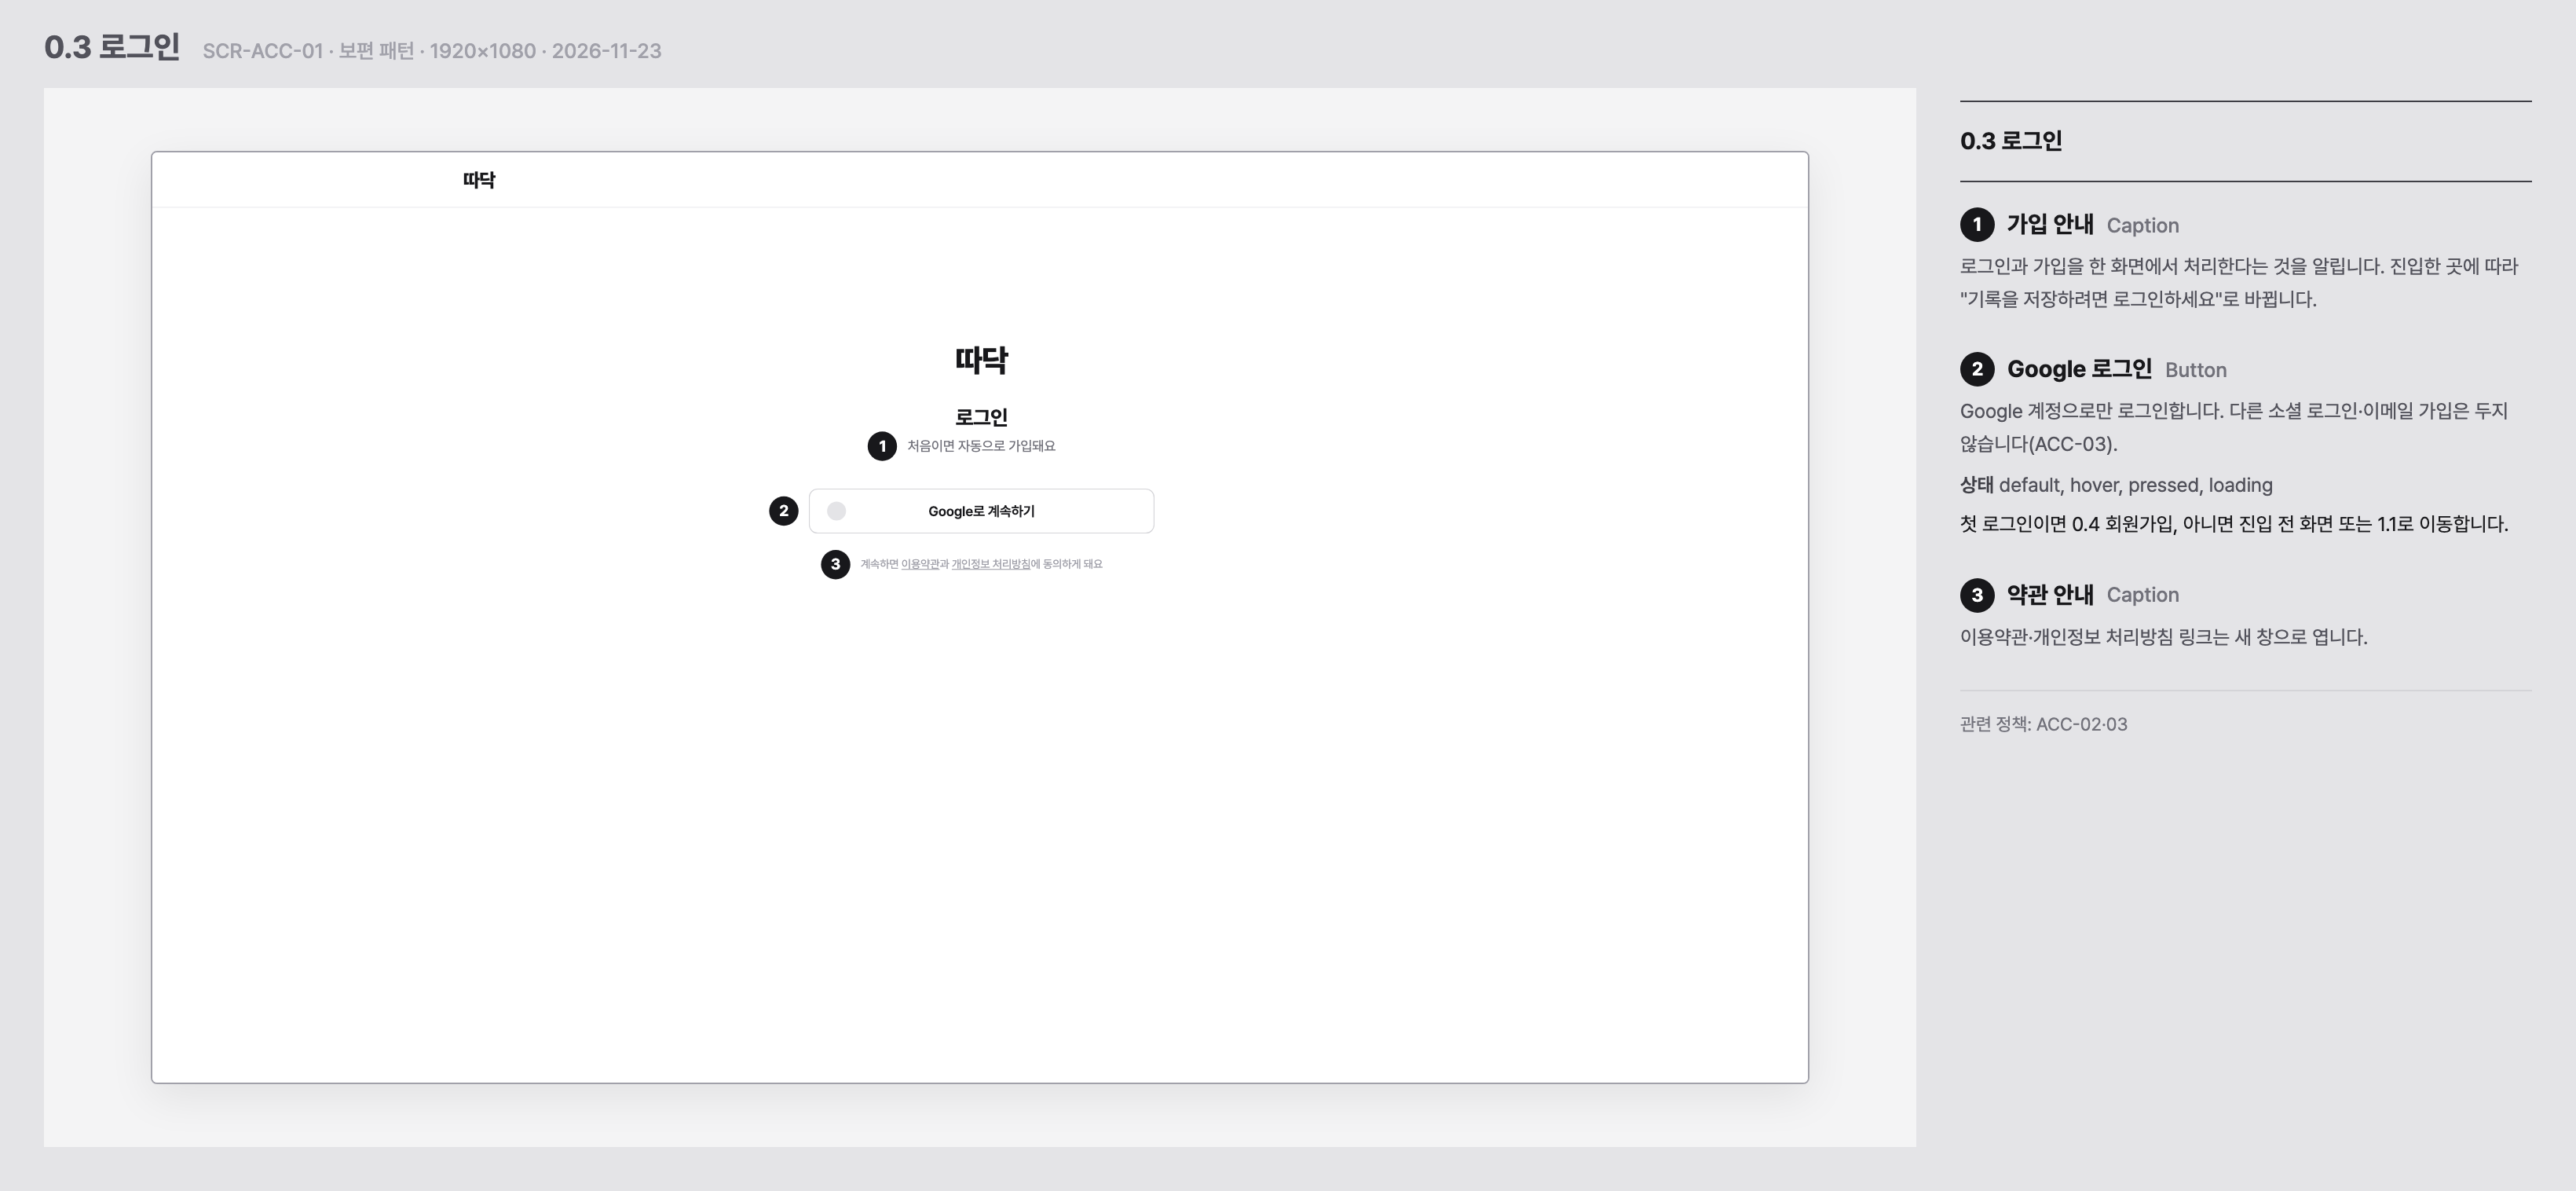 0.3 로그인 SCR-ACC-01 · 보편 패턴 · 1920×1080 · 2026-11-23
따닥
따닥
로그인
1 처음이면 자동으로 가입돼요
2 Google로 계속하기
3 계속하면 이용약관과 개인정보 처리방침에 동의하게 돼요
0.3 로그인
1 가입 안내 Caption
로그인과 가입을 한 화면에서 처리한다는 것을 알립니다. 진입한 곳에 따라
"기록을 저장하려면 로그인하세요"로 바뀝니다.
2 Google 로그인 Button
Google 계정으로만 로그인합니다. 다른 소셜 로그인·이메일 가입은 두지
않습니다(ACC-03).
상태 default, hover, pressed, loading
첫 로그인이면 0.4 회원가입, 아니면 진입 전 화면 또는 1.1로 이동합니다.
3 약관 안내 Caption
이용약관·개인정보 처리방침 링크는 새 창으로 엽니다.
관련 정책: ACC-02·03